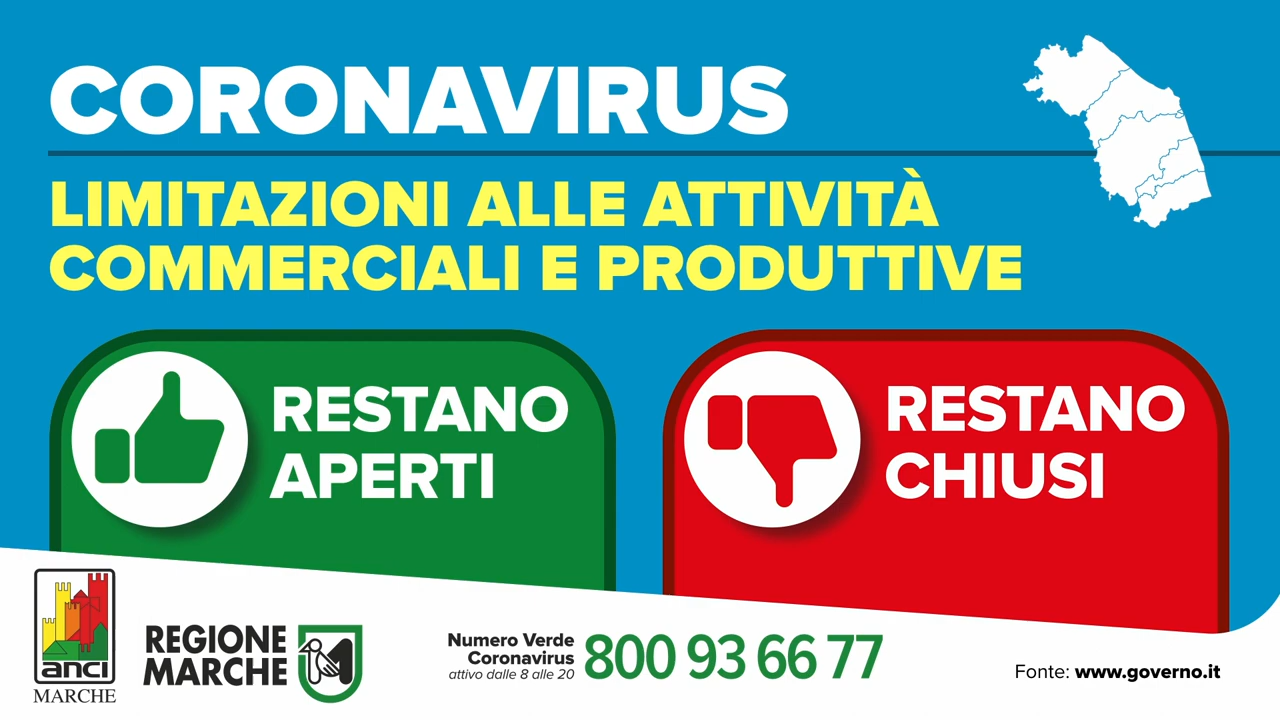 CORONAVIRUS
LIMITAZIONI ALLE ATTIVITÀ
COMMERCIALI E PRODUTTIVE
RESTANO
APERTI
RESTANO
CHIUSI
anci
MARCHE
REGIONE
MARCHE
Numero Verde
Coronavirus
attivo dalle 8 alle 20
800 93 66 77
Fonte: www.governo.it